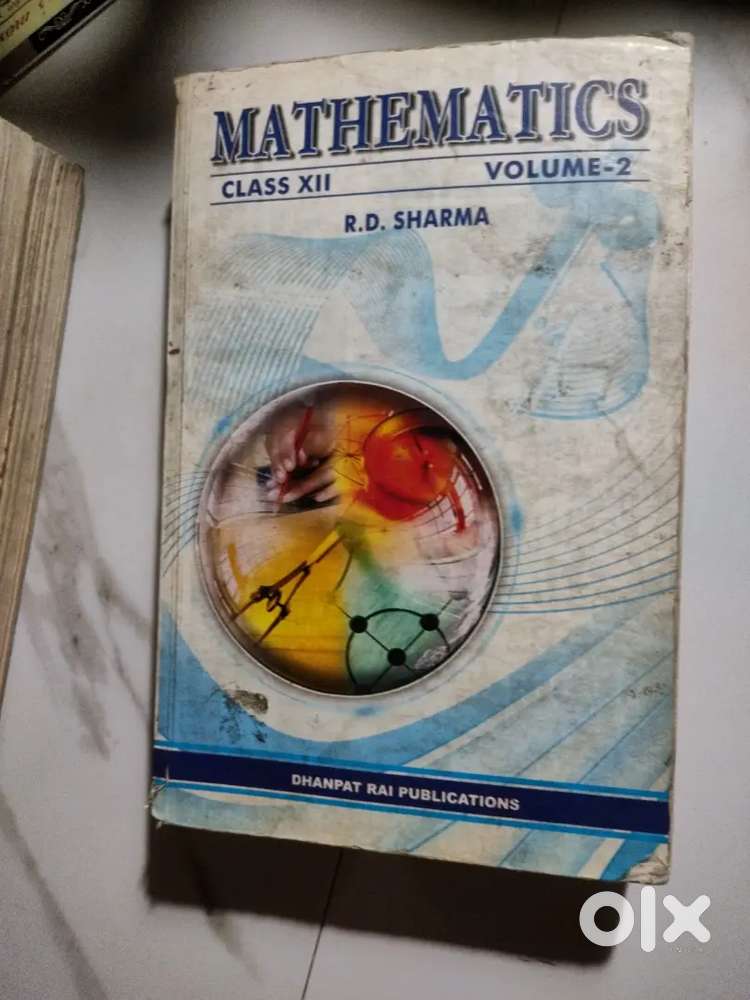 MATHEMATICS
CLASS XII VOLUME-2
R.D. SHARMA
DHANPAT RAI PUBLICATIONS
olx